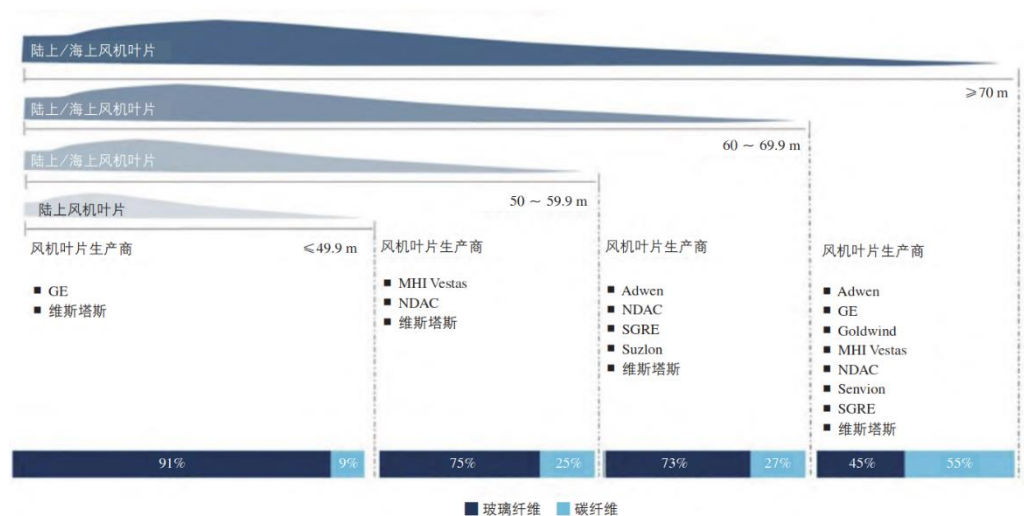 陆上/海上风机叶片
⩾70 m
陆上/海上风机叶片
60 ~ 69.9 m
陆上/海上风机叶片
50 ~ 59.9 m
陆上风机叶片
⩽49.9 m
风机叶片生产商
■ GE
■ 维斯塔斯
风机叶片生产商
■ MHI Vestas
■ NDAC
■ 维斯塔斯
风机叶片生产商
■ Adwen
■ NDAC
■ SGRE
■ Suzlon
■ 维斯塔斯
风机叶片生产商
■ Adwen
■ GE
■ Goldwind
■ MHI Vestas
■ NDAC
■ Senvion
■ SGRE
■ 维斯塔斯
91% 9% 75% 25% 73% 27% 45% 55%
玻璃纤维 碳纤维